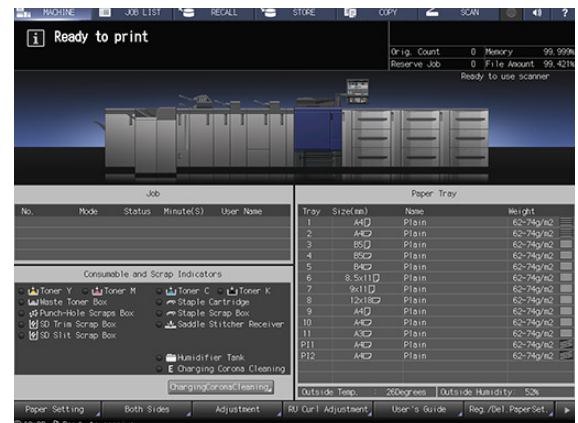 MACHINE JOB LIST RECALL STORE COPY SCAN ?
i Ready to print
Orig. Count 0 Memory 99.999%
Reserve Job 0 File Amount 99.421%
Ready to use scanner
Job
No. Mode Status Minute(S) User Name
Consumable and Scrap Indicators
Toner Y Toner M Toner C Toner K
Waste Toner Box Staple Cartridge
Punch-Hole Scraps Box Staple Scrap Box
SD Trim Scrap Box Saddle Stitcher Receiver
SD Slit Scrap Box
Humidifier Tank
E Charging Corona Cleaning
ChargingCoronaCleaning
Paper Tray
Tray Size(mm) Name Weight
1 A4 Plain 62-74g/m2
2 A4 Plain 62-74g/m2
3 B5 Plain 62-74g/m2
4 B5 Plain 62-74g/m2
5 B4 Plain 62-74g/m2
6 8.5x11 Plain 62-74g/m2
7 9x11 Plain 62-74g/m2
8 12x18 Plain 62-74g/m2
9 A4 Plain 62-74g/m2
10 A4 Plain 62-74g/m2
11 A3 Plain 62-74g/m2
PI1 A4 Plain 62-74g/m2
PI2 A4 Plain 62-74g/m2
Outside Temp. : 26Degrees Outside Humidity: 52%
Paper Setting Both Sides Adjustment RU Curl Adjustment User's Guide Reg./Del.PaperSet.